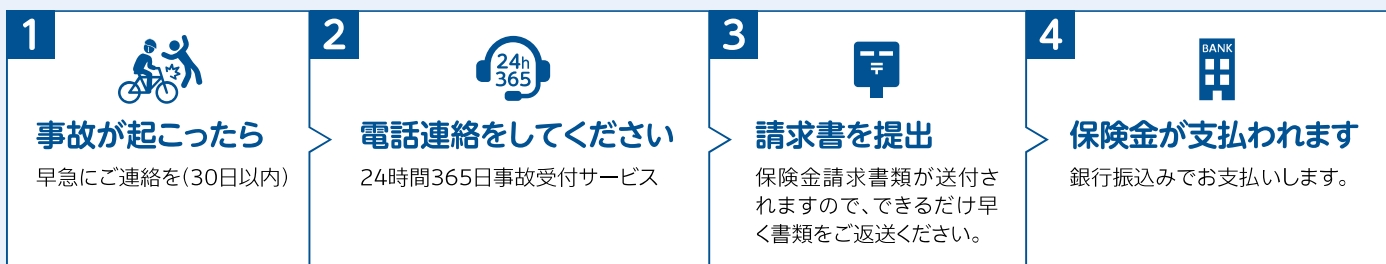 1
事故が起こったら
早急にご連絡を(30日以内)
2
24h
365
電話連絡をしてください
24時間365日事故受付サービス
3
〒
請求書を提出
保険金請求書類が送付さ
れますので、できるだけ早
く書類をご返送ください。
4
BANK
保険金が支払われます
銀行振込みでお支払いします。